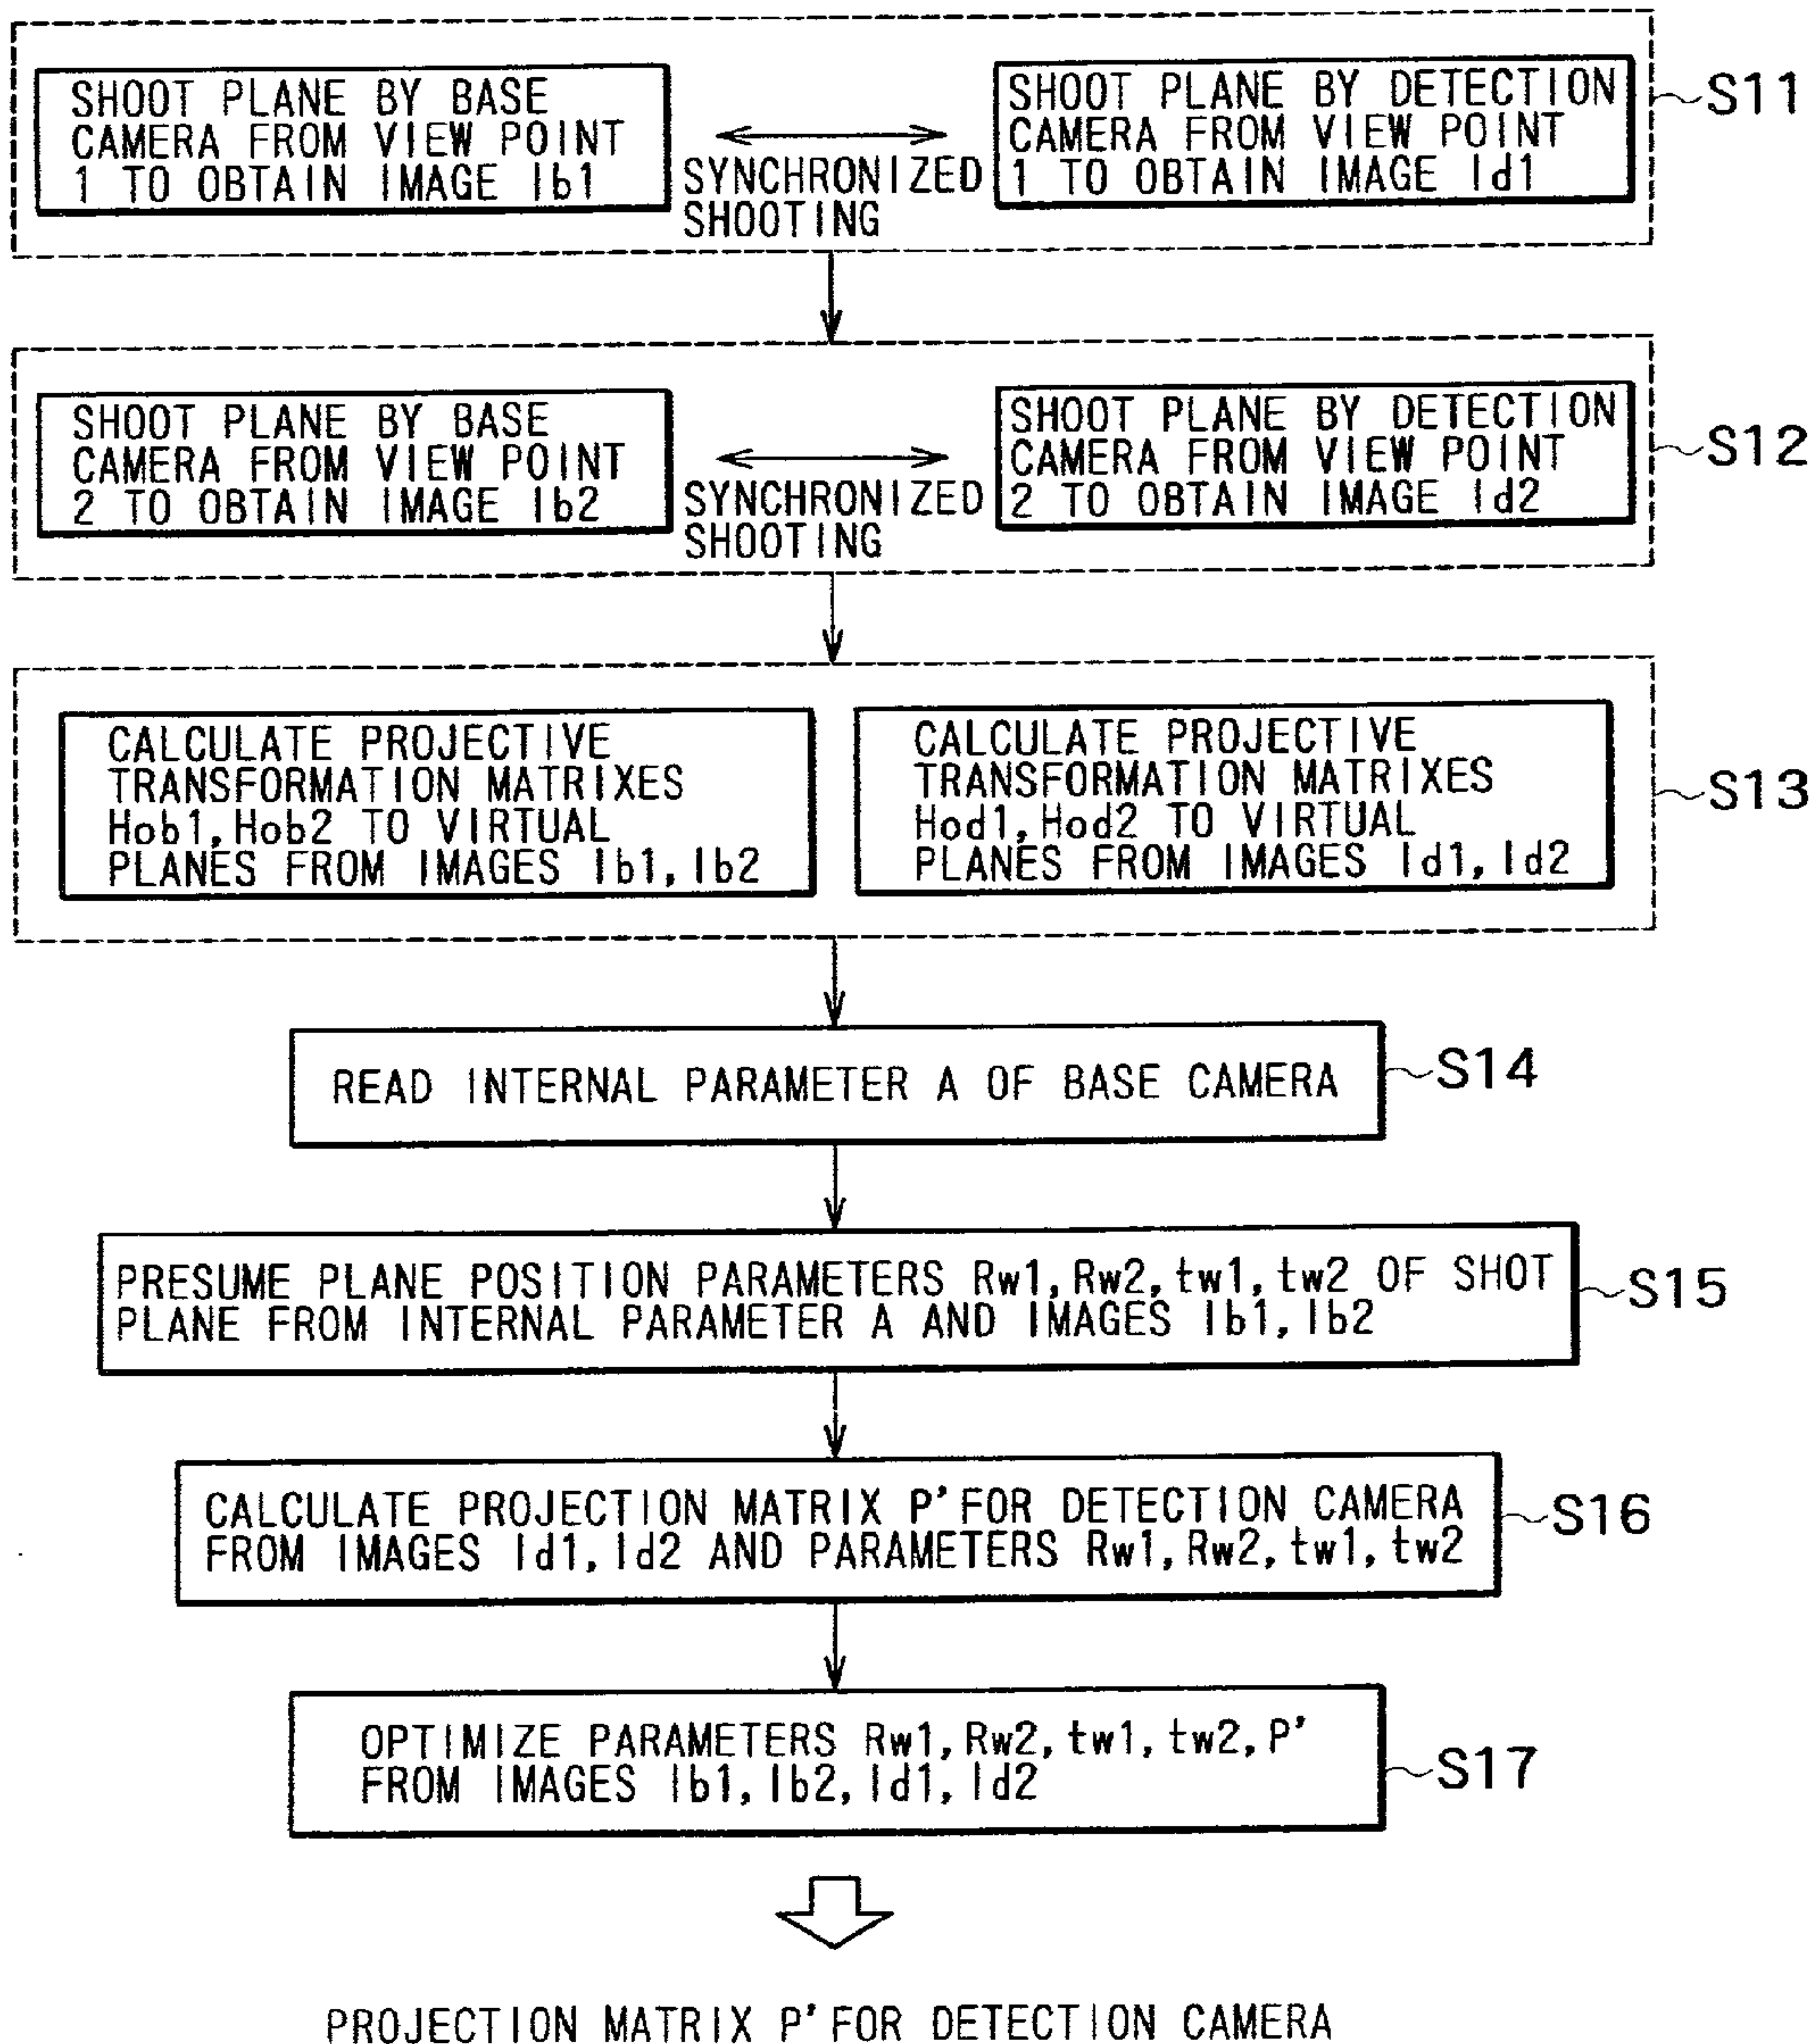 SHOOT PLANE BY BASE
CAMERA FROM VIEW POINT
1 TO OBTAIN IMAGE Ib1
SYNCHRONIZED
SHOOTING
SHOOT PLANE BY DETECTION
CAMERA FROM VIEW POINT
1 TO OBTAIN IMAGE Id1
S11
SHOOT PLANE BY BASE
CAMERA FROM VIEW POINT
2 TO OBTAIN IMAGE Ib2
SYNCHRONIZED
SHOOTING
SHOOT PLANE BY DETECTION
CAMERA FROM VIEW POINT
2 TO OBTAIN IMAGE Id2
S12
CALCULATE PROJECTIVE
TRANSFORMATION MATRIXES
Hob1, Hob2 TO VIRTUAL
PLANES FROM IMAGES Ib1, Ib2
CALCULATE PROJECTIVE
TRANSFORMATION MATRIXES
Hod1, Hod2 TO VIRTUAL
PLANES FROM IMAGES Id1, Id2
S13
READ INTERNAL PARAMETER A OF BASE CAMERA
S14
PRESUME PLANE POSITION PARAMETERS Rw1, Rw2, tw1, tw2 OF SHOT
PLANE FROM INTERNAL PARAMETER A AND IMAGES Ib1, Ib2
S15
CALCULATE PROJECTION MATRIX P' FOR DETECTION CAMERA
FROM IMAGES Id1, Id2 AND PARAMETERS Rw1, Rw2, tw1, tw2
S16
OPTIMIZE PARAMETERS Rw1, Rw2, tw1, tw2, P'
FROM IMAGES Ib1, Ib2, Id1, Id2
S17
PROJECTION MATRIX P' FOR DETECTION CAMERA